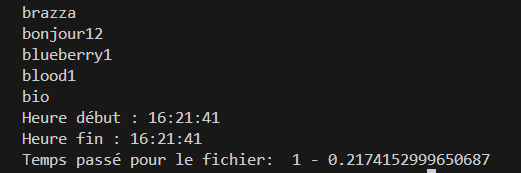 brazza
bonjour12
blueberry1
blood1
bio
Heure début : 16:21:41
Heure fin : 16:21:41
Temps passé pour le fichier:  1 - 0.2174152999650687